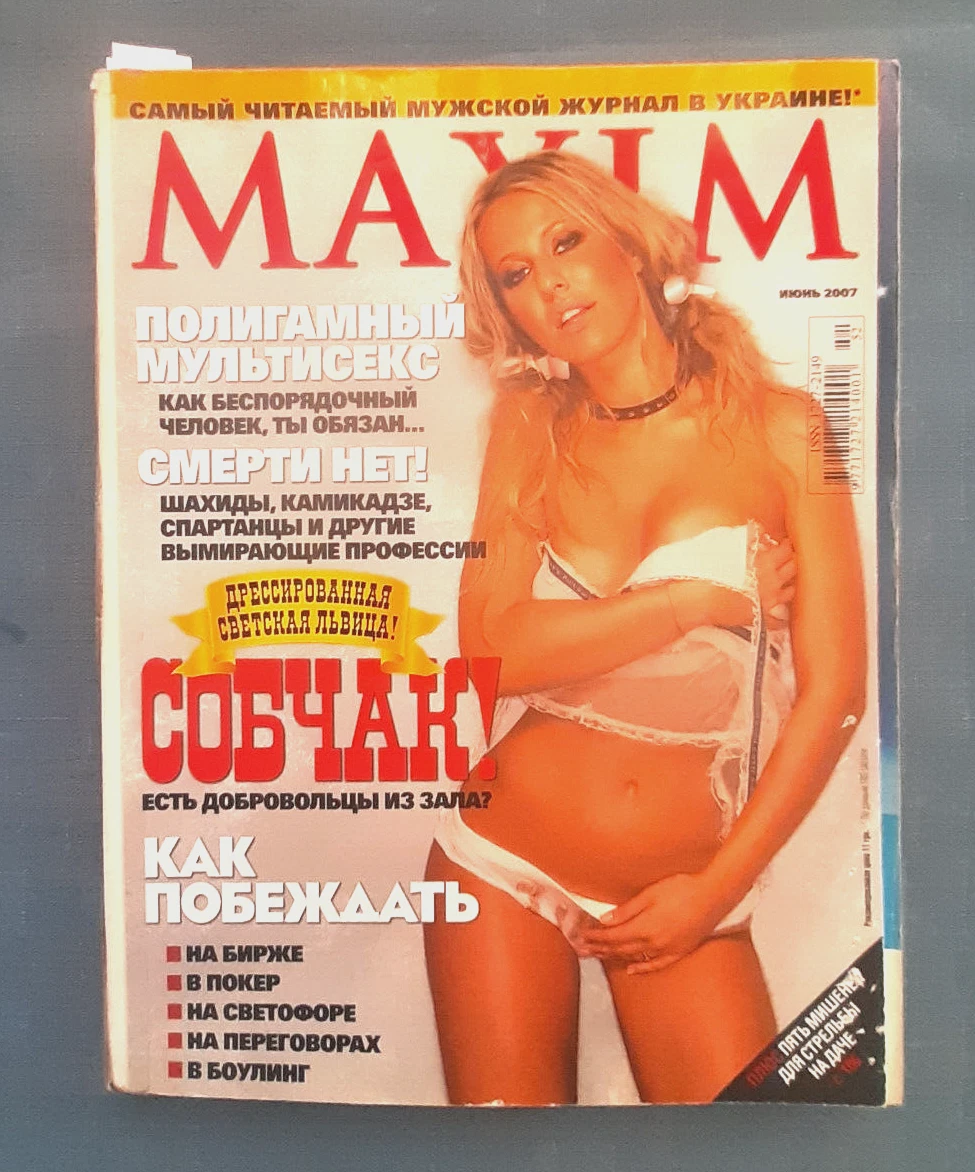 САМЫЙ ЧИТАЕМЫЙ МУЖСКОЙ ЖУРНАЛ В УКРАИНЕ!*
MAXIM
ИЮНЬ 2007
ПОЛИГАМНЫЙ
МУЛЬТИСЕКС
КАК БЕСПОРЯДОЧНЫЙ
ЧЕЛОВЕК, ТЫ ОБЯЗАН...
СМЕРТИ НЕТ!
ШАХИДЫ, КАМИКАДЗЕ,
СПАРТАНЦЫ И ДРУГИЕ
ВЫМИРАЮЩИЕ ПРОФЕССИИ
ДРЕССИРОВАННАЯ
СВЕТСКАЯ ЛЬВИЦА!
СОБЧАК!
ЕСТЬ ДОБРОВОЛЬЦЫ ИЗ ЗАЛА?
КАК
ПОБЕЖДАТЬ
НА БИРЖЕ
В ПОКЕР
НА СВЕТОФОРЕ
НА ПЕРЕГОВОРАХ
В БОУЛИНГ
ПЛЮС ПЯТЬ МИШЕНЕЙ
ДЛЯ СТРЕЛЬБЫ
НА ДАЧЕ
ISSN
52